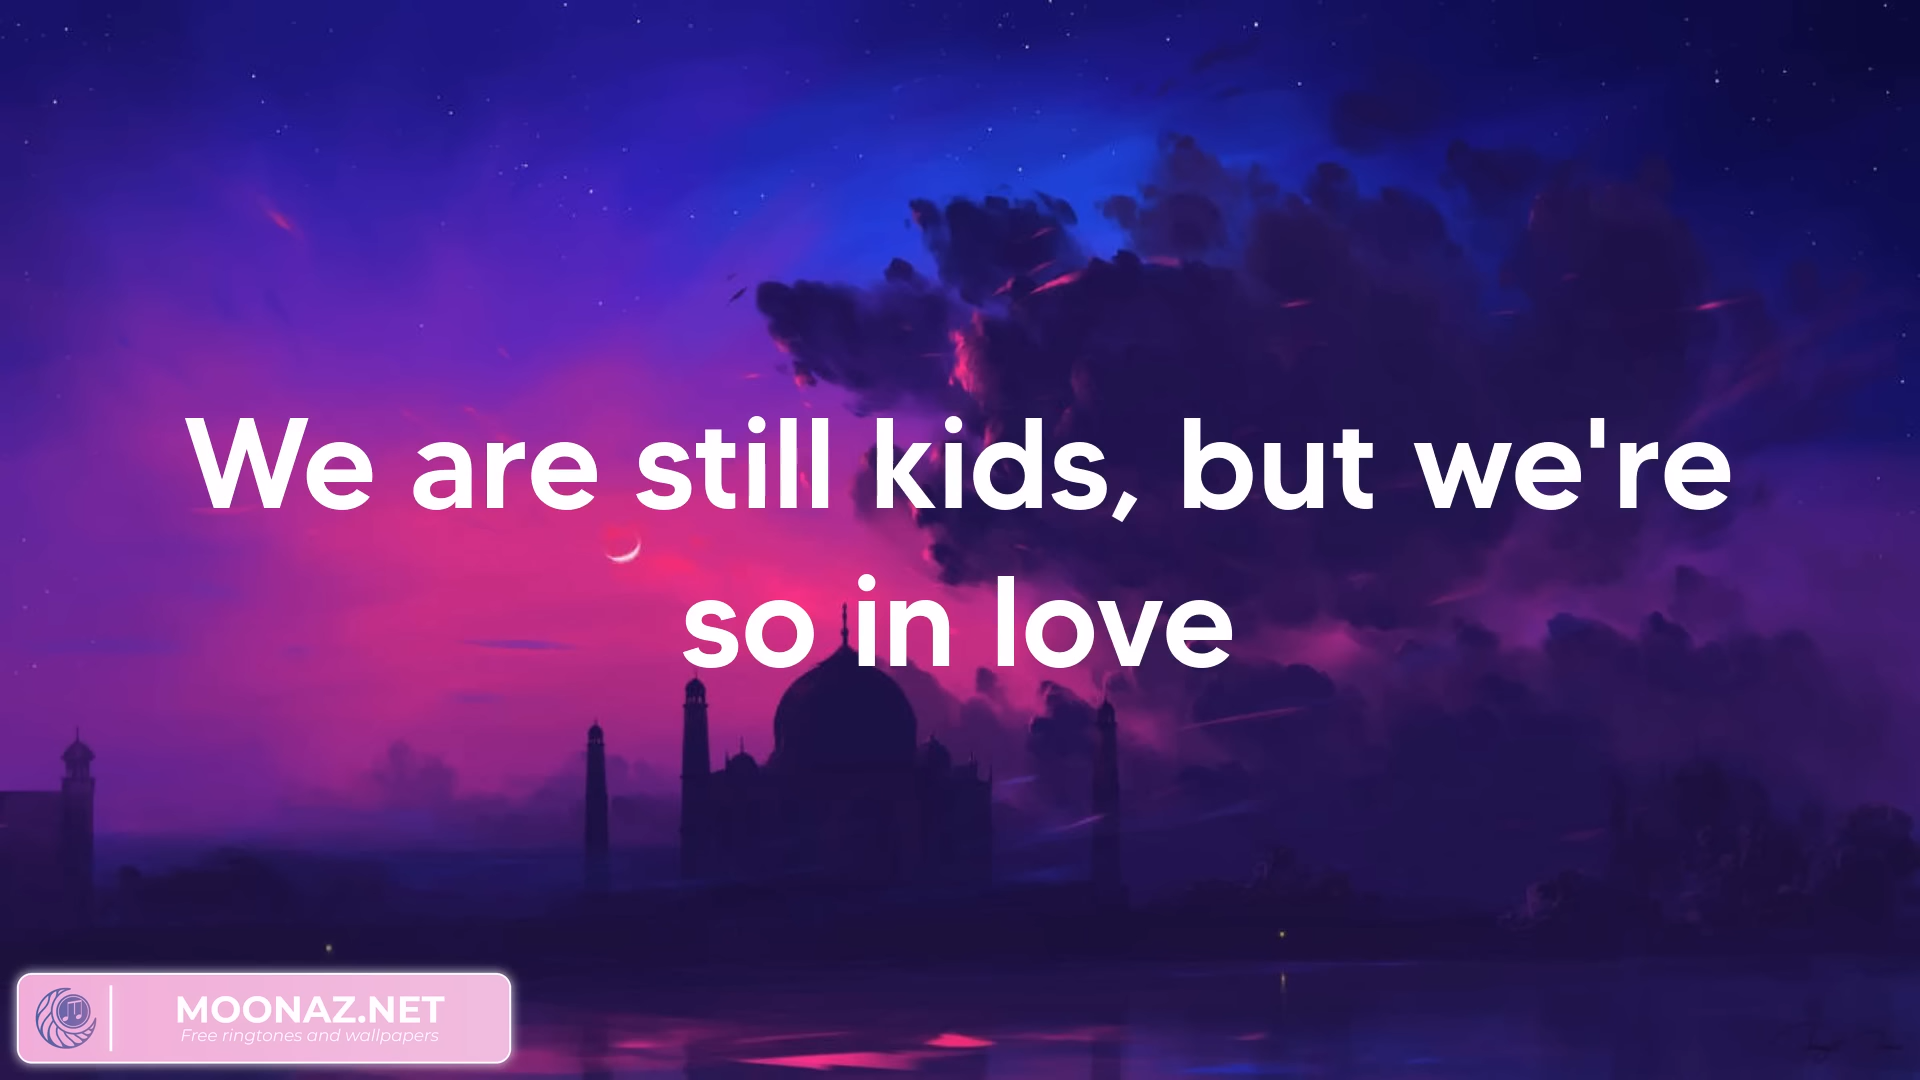 We are still kids, but we're
so in love
MOONAZ.NET
Free ringtones and wallpapers